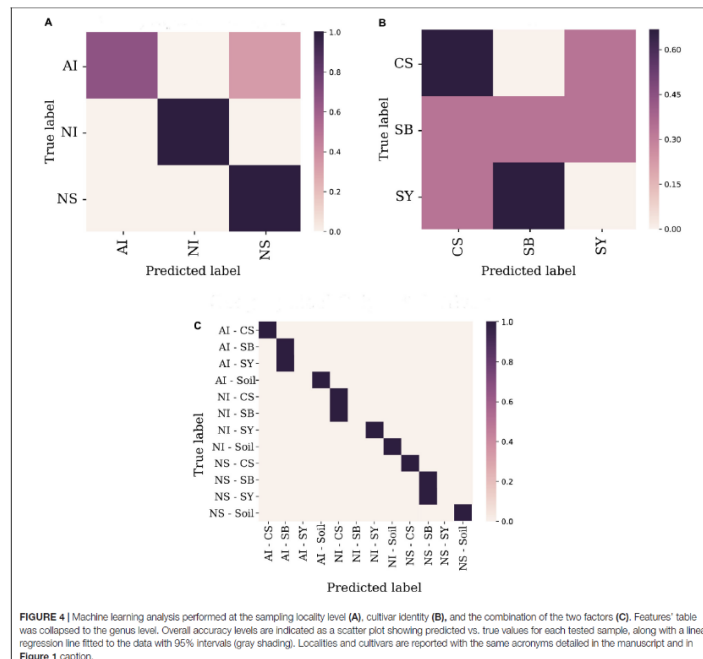 A
B
AI
NI
NS
True label
AI
NI
NS
Predicted label
1.0
0.8
0.6
0.4
0.2
0.0
CS
SB
SY
True label
CS
SB
SY
Predicted label
0.60
0.45
0.30
0.15
0.00
C
AI - CS
AI - SB
AI - SY
AI - Soil
NI - CS
NI - SB
NI - SY
NI - Soil
NS - CS
NS - SB
NS - SY
NS - Soil
True label
AI - CS
AI - SB
AI - SY
AI - Soil
NI - CS
NI - SB
NI - SY
NI - Soil
NS - CS
NS - SB
NS - SY
NS - Soil
Predicted label
1.0
0.8
0.6
0.4
0.2
0.0
FIGURE 4 | Machine learning analysis performed at the sampling locality level (A), cultivar identity (B), and the combination of the two factors (C). Features' table
was collapsed to the genus level. Overall accuracy levels are indicated as a scatter plot showing predicted vs. true values for each tested sample, along with a linear
regression line fitted to the data with 95% intervals (gray shading). Localities and cultivars are reported with the same acronyms detailed in the manuscript and in
Figure 1 caption.